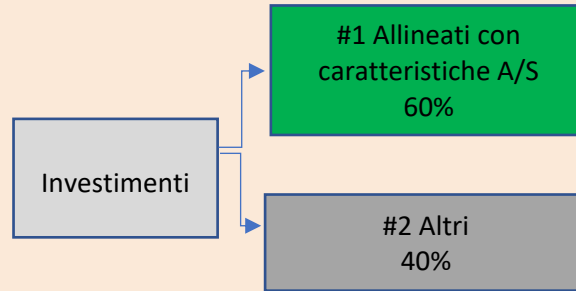 #1 Allineati con
caratteristiche A/S
60%
Investimenti
#2 Altri
40%